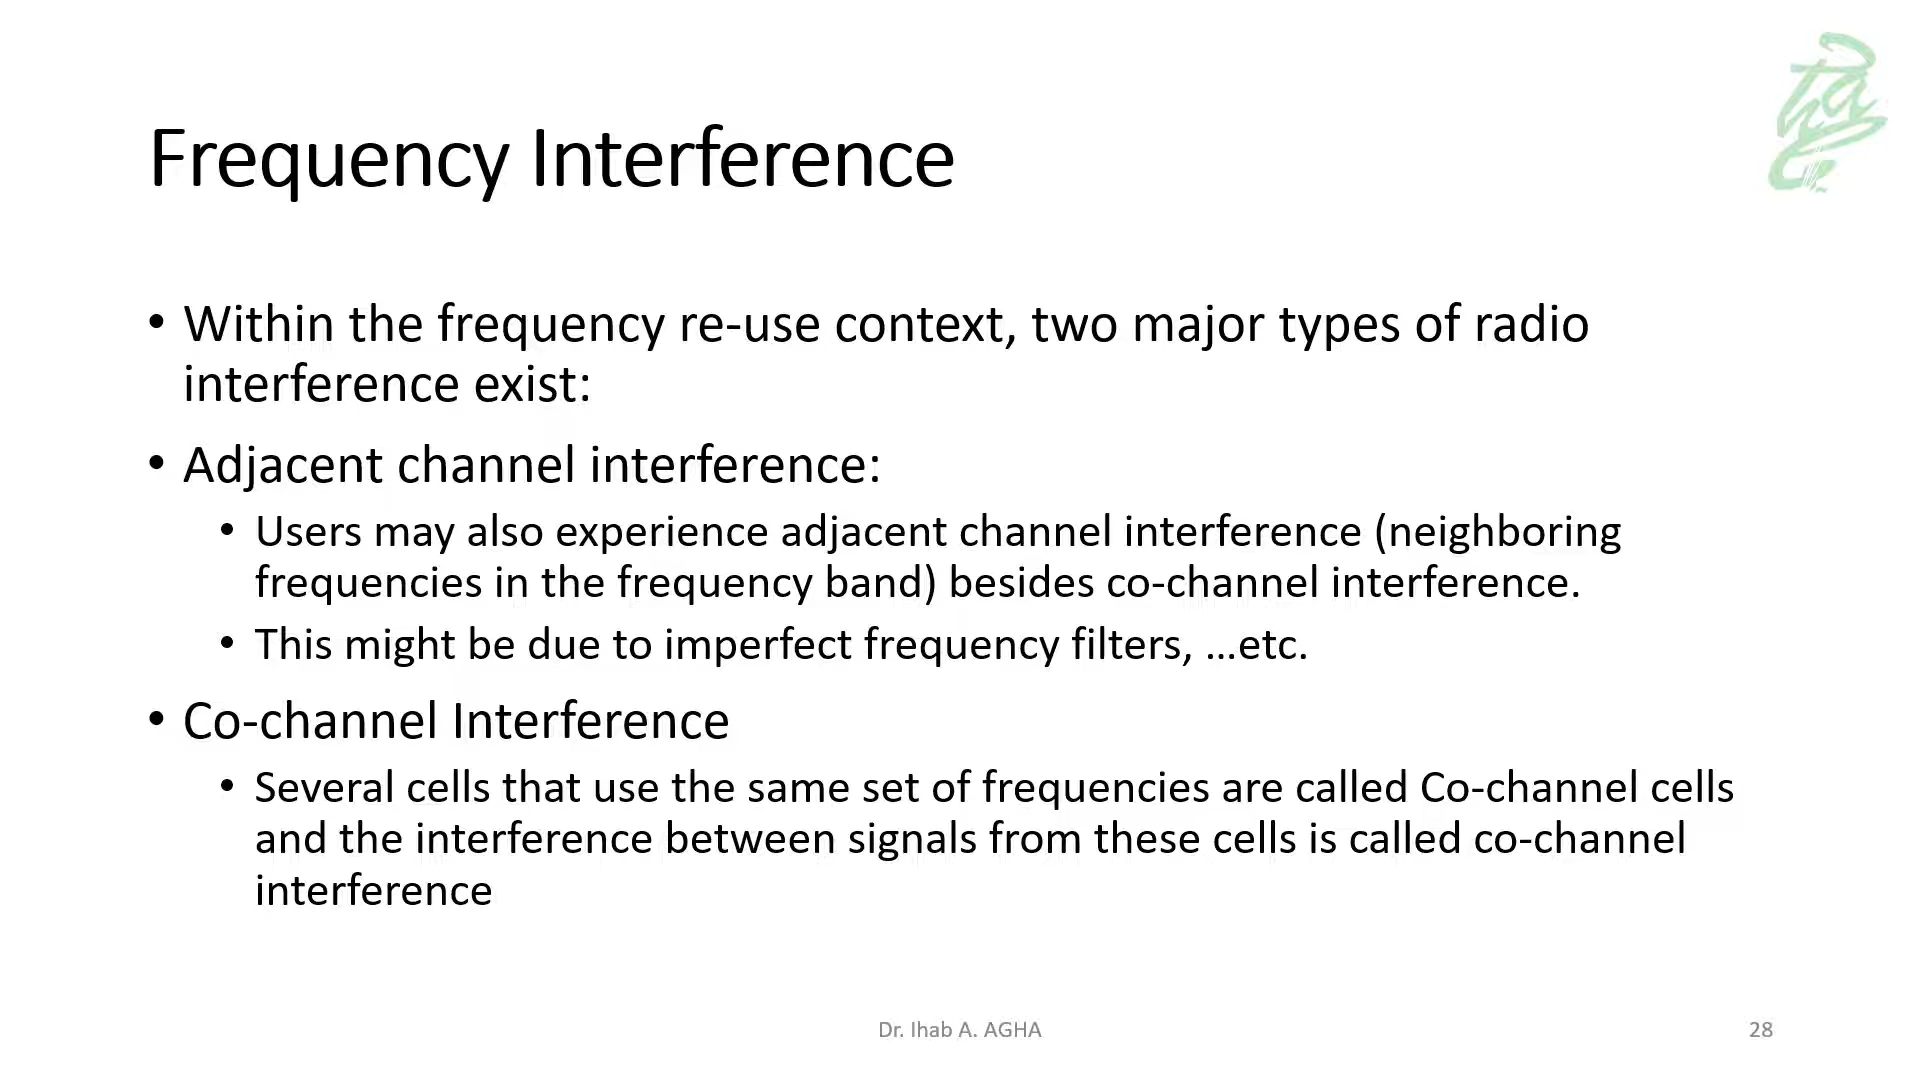 Frequency Interference
• Within the frequency re-use context, two major types of radio
interference exist:
• Adjacent channel interference:
• Users may also experience adjacent channel interference (neighboring
frequencies in the frequency band) besides co-channel interference.
• This might be due to imperfect frequency filters, ...etc.
• Co-channel Interference
• Several cells that use the same set of frequencies are called Co-channel cells
and the interference between signals from these cells is called co-channel
interference
Dr. Ihab A. AGHA
28